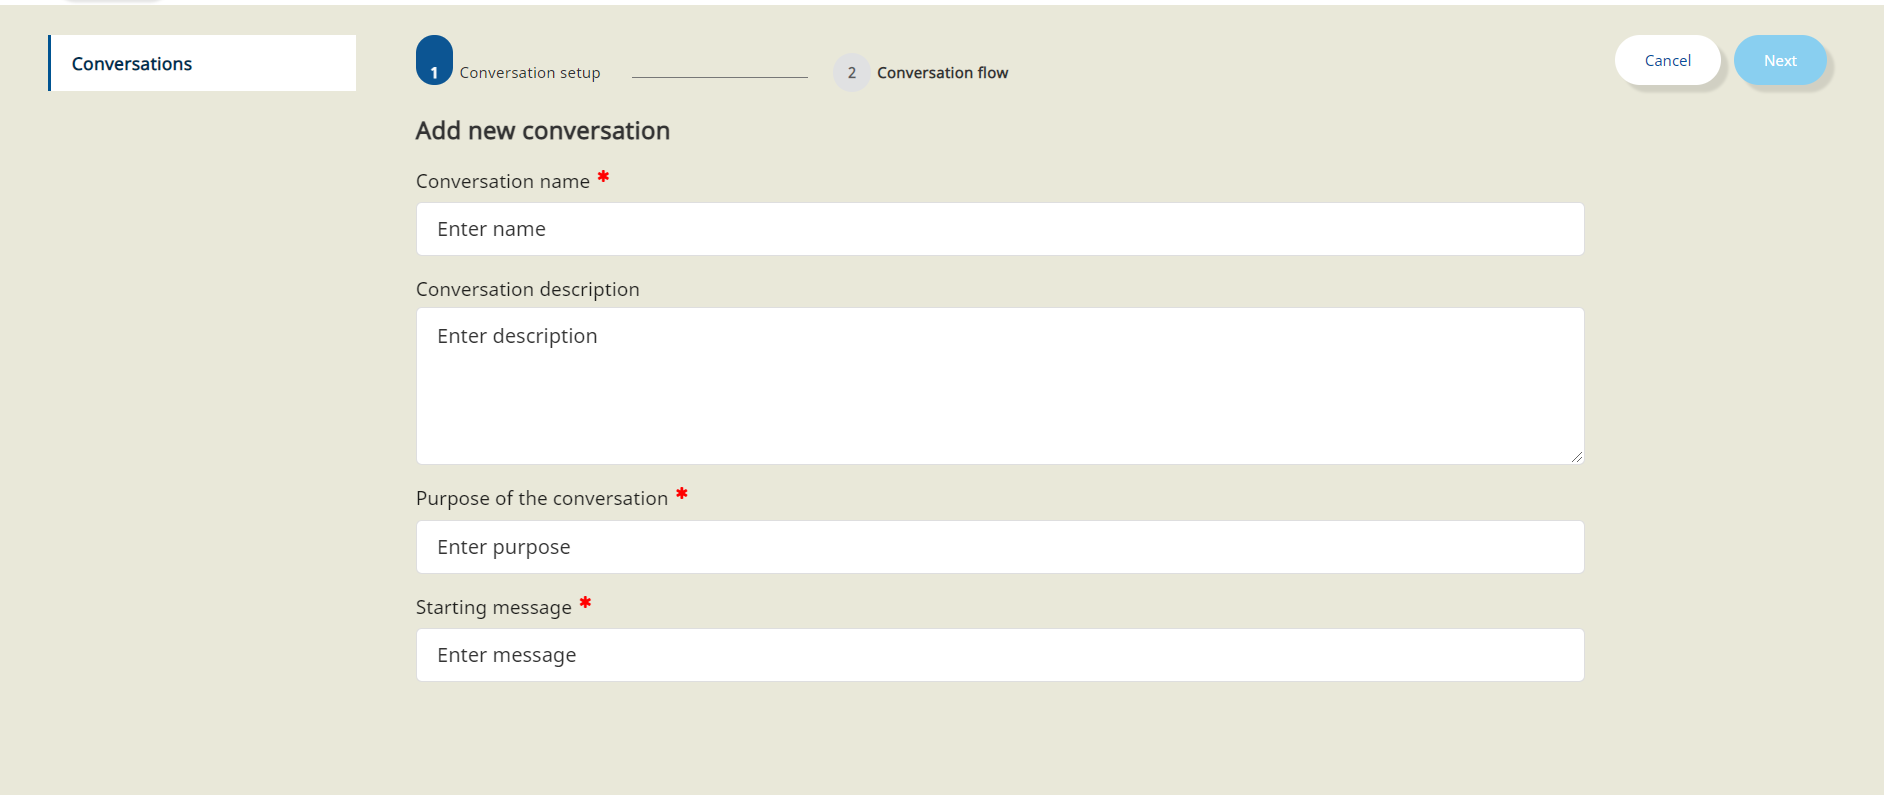 Conversations
1 Conversation setup
2 Conversation flow
Cancel
Next
Add new conversation
Conversation name *
Enter name
Conversation description
Enter description
Purpose of the conversation *
Enter purpose
Starting message *
Enter message